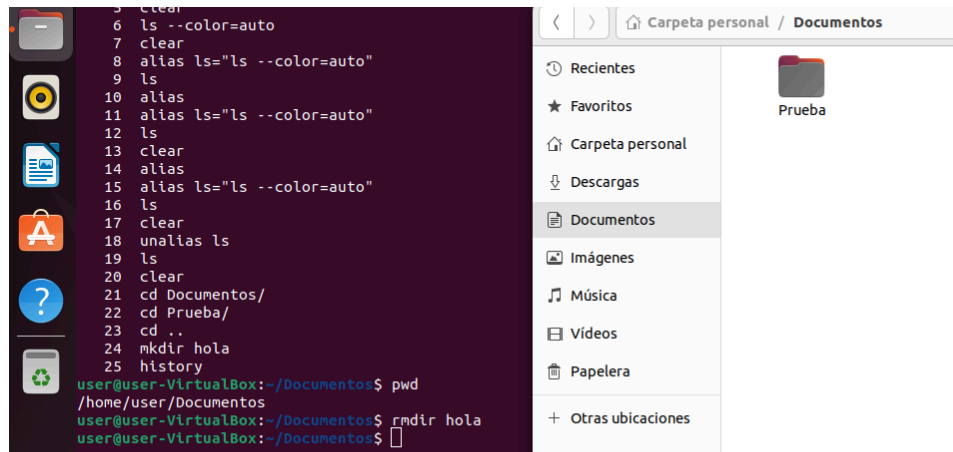 5 clear
6 ls --color=auto
7 clear
8 alias ls="ls --color=auto"
9 ls
10 alias
11 alias ls="ls --color=auto"
12 ls
13 clear
14 alias
15 alias ls="ls --color=auto"
16 ls
17 clear
18 unalias ls
19 ls
20 clear
21 cd Documentos/
22 cd Prueba/
23 cd ..
24 mkdir hola
25 history
user@user-VirtualBox:~/Documentos$ pwd
/home/user/Documentos
user@user-VirtualBox:~/Documentos$ rmdir hola
user@user-VirtualBox:~/Documentos$
Carpeta personal / Documentos
Recientes
Favoritos
Carpeta personal
Descargas
Documentos
Imágenes
Música
Vídeos
Papelera
+ Otras ubicaciones
Prueba